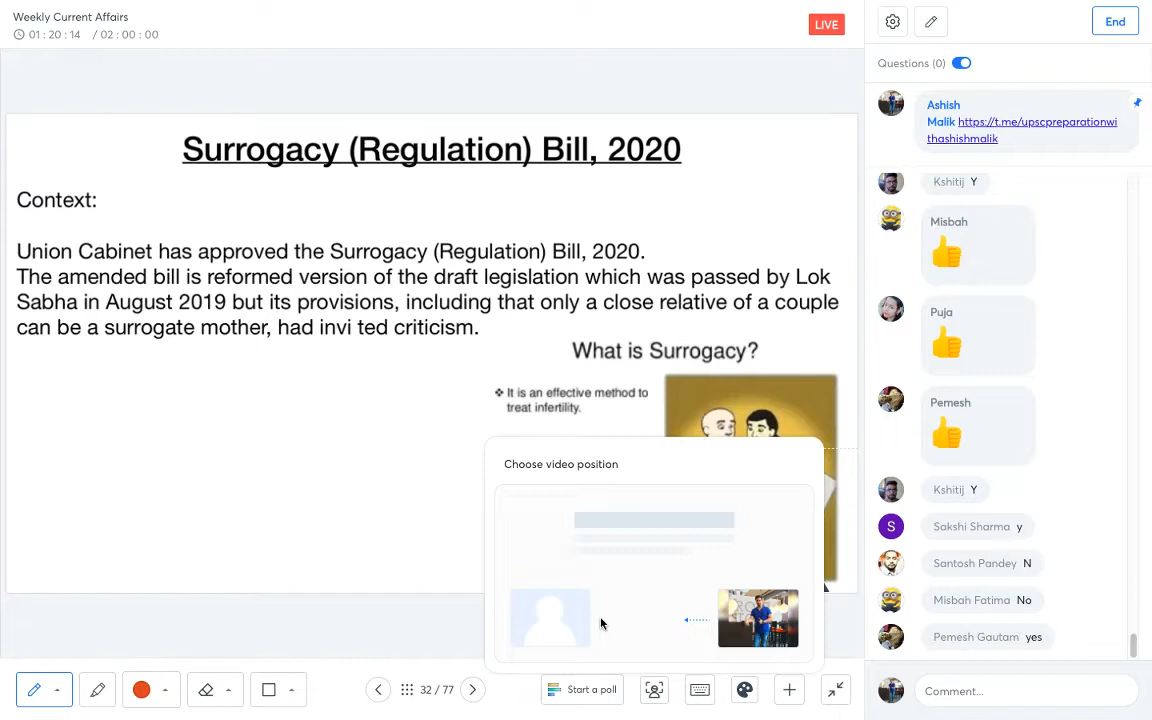 Weekly Current Affairs
01 : 20 : 14 / 02 : 00 : 00
LIVE
End
Questions (0)
Ashish
Malik https://t.me/upscpreparationwi
thashishmalik
Surrogacy (Regulation) Bill, 2020
Context:
Union Cabinet has approved the Surrogacy (Regulation) Bill, 2020.
The amended bill is reformed version of the draft legislation which was passed by Lok
Sabha in August 2019 but its provisions, including that only a close relative of a couple
can be a surrogate mother, had invi ted criticism.
What is Surrogacy?
❖ It is an effective method to
treat infertility.
Choose video position
Kshitij Y
Misbah
Puja
Pemesh
Kshitij Y
S
Sakshi Sharma y
Santosh Pandey N
Misbah Fatima No
Pemesh Gautam yes
32 / 77
Start a poll
Comment...